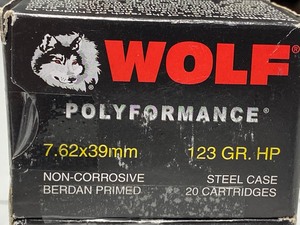 WOLF
POLYFORMANCE®
7.62x39mm 123 GR. HP
NON-CORROSIVE STEEL CASE
BERDAN PRIMED 20 CARTRIDGES